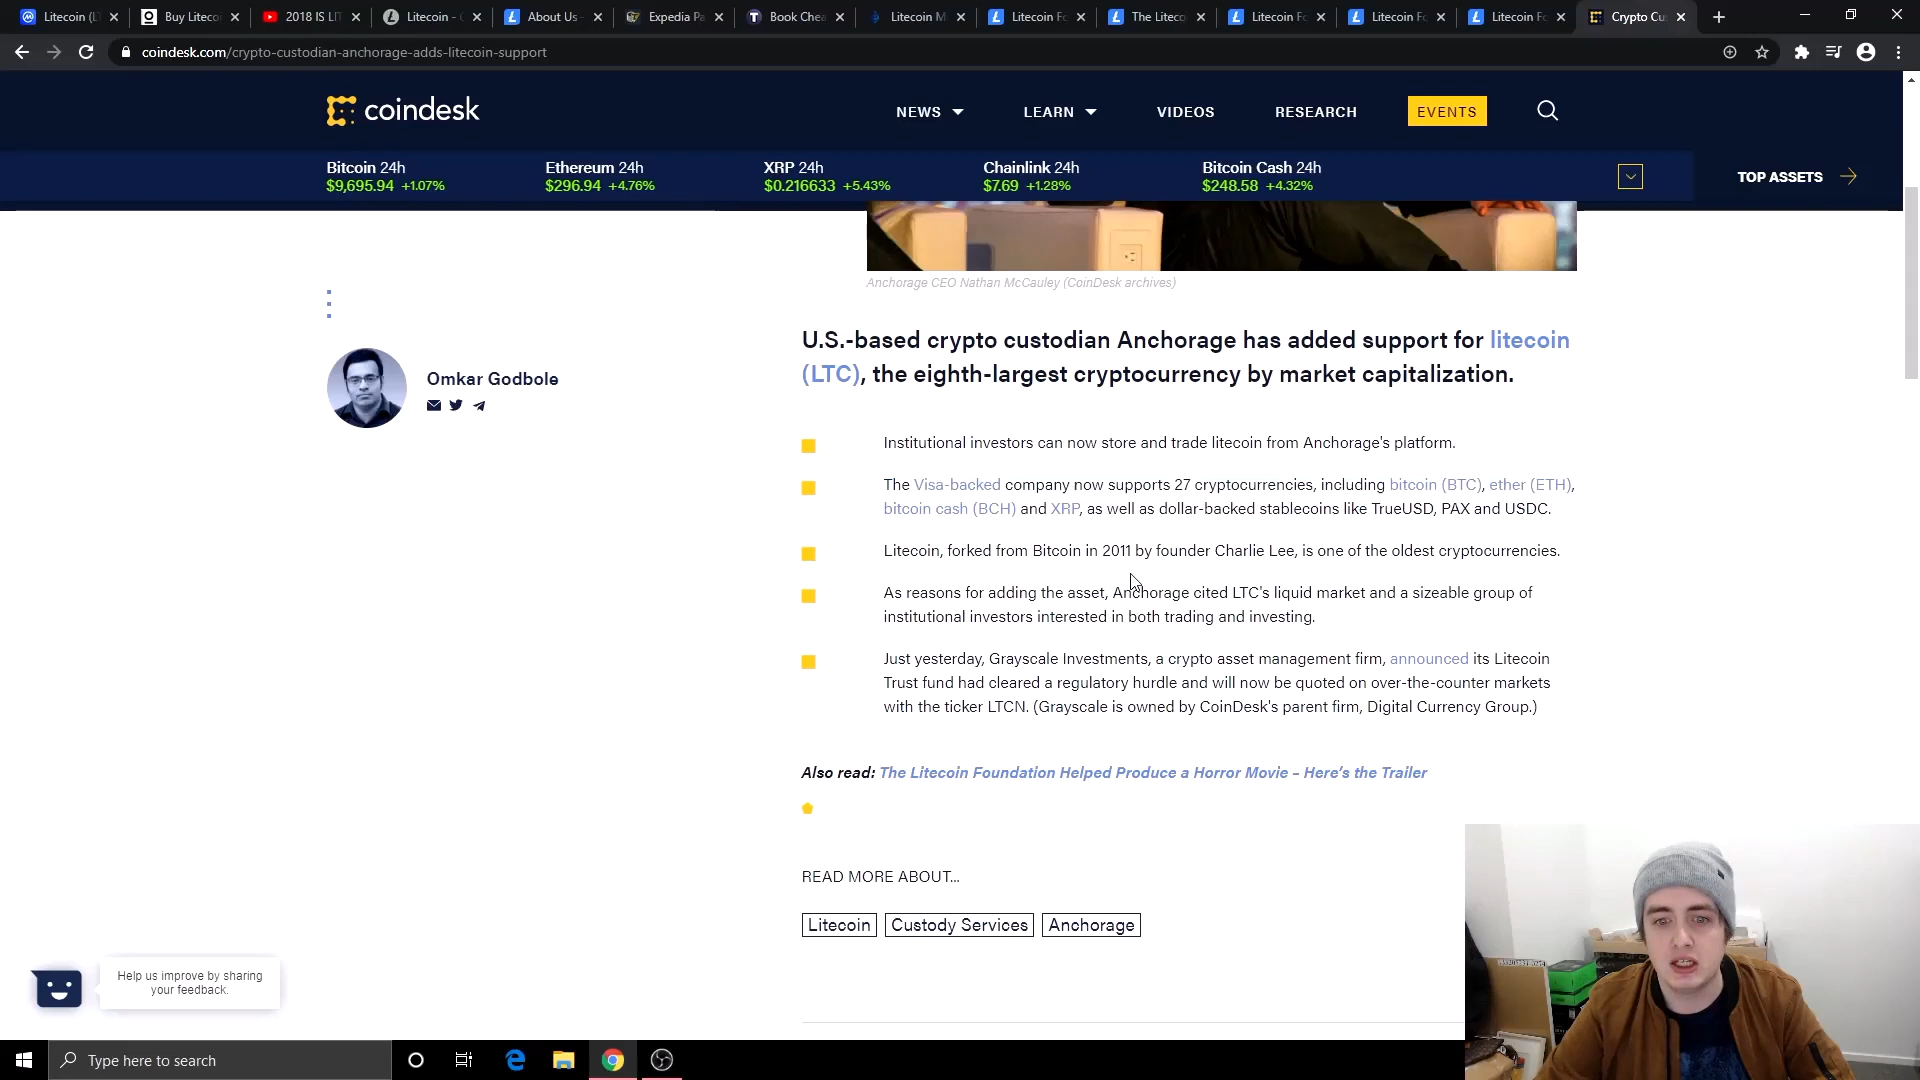 Litecoin (L
Buy Liteco
2018 IS LI
Litecoin -
About Us -
Expedia Pa
Book Chea
Litecoin M
Litecoin Fo
The Liteco
Litecoin Fo
Litecoin Fo
Litecoin Fo
Crypto Cu
coindesk.com/crypto-custodian-anchorage-adds-litecoin-support
coindesk
NEWS
LEARN
VIDEOS
RESEARCH
EVENTS
Bitcoin 24h
$9,695.94 +1.07%
Ethereum 24h
$296.94 +4.76%
XRP 24h
$0.216633 +5.43%
Chainlink 24h
$7.69 +1.28%
Bitcoin Cash 24h
$248.58 +4.32%
TOP ASSETS
Anchorage CEO Nathan McCauley (CoinDesk archives)
Omkar Godbole
U.S.-based crypto custodian Anchorage has added support for litecoin
(LTC), the eighth-largest cryptocurrency by market capitalization.
Institutional investors can now store and trade litecoin from Anchorage's platform.
The Visa-backed company now supports 27 cryptocurrencies, including bitcoin (BTC), ether (ETH),
bitcoin cash (BCH) and XRP, as well as dollar-backed stablecoins like TrueUSD, PAX and USDC.
Litecoin, forked from Bitcoin in 2011 by founder Charlie Lee, is one of the oldest cryptocurrencies.
As reasons for adding the asset, Anchorage cited LTC's liquid market and a sizeable group of
institutional investors interested in both trading and investing.
Just yesterday, Grayscale Investments, a crypto asset management firm, announced its Litecoin
Trust fund had cleared a regulatory hurdle and will now be quoted on over-the-counter markets
with the ticker LTCN. (Grayscale is owned by CoinDesk's parent firm, Digital Currency Group.)
Also read: The Litecoin Foundation Helped Produce a Horror Movie – Here's the Trailer
READ MORE ABOUT...
Litecoin
Custody Services
Anchorage
Help us improve by sharing
your feedback.
Type here to search